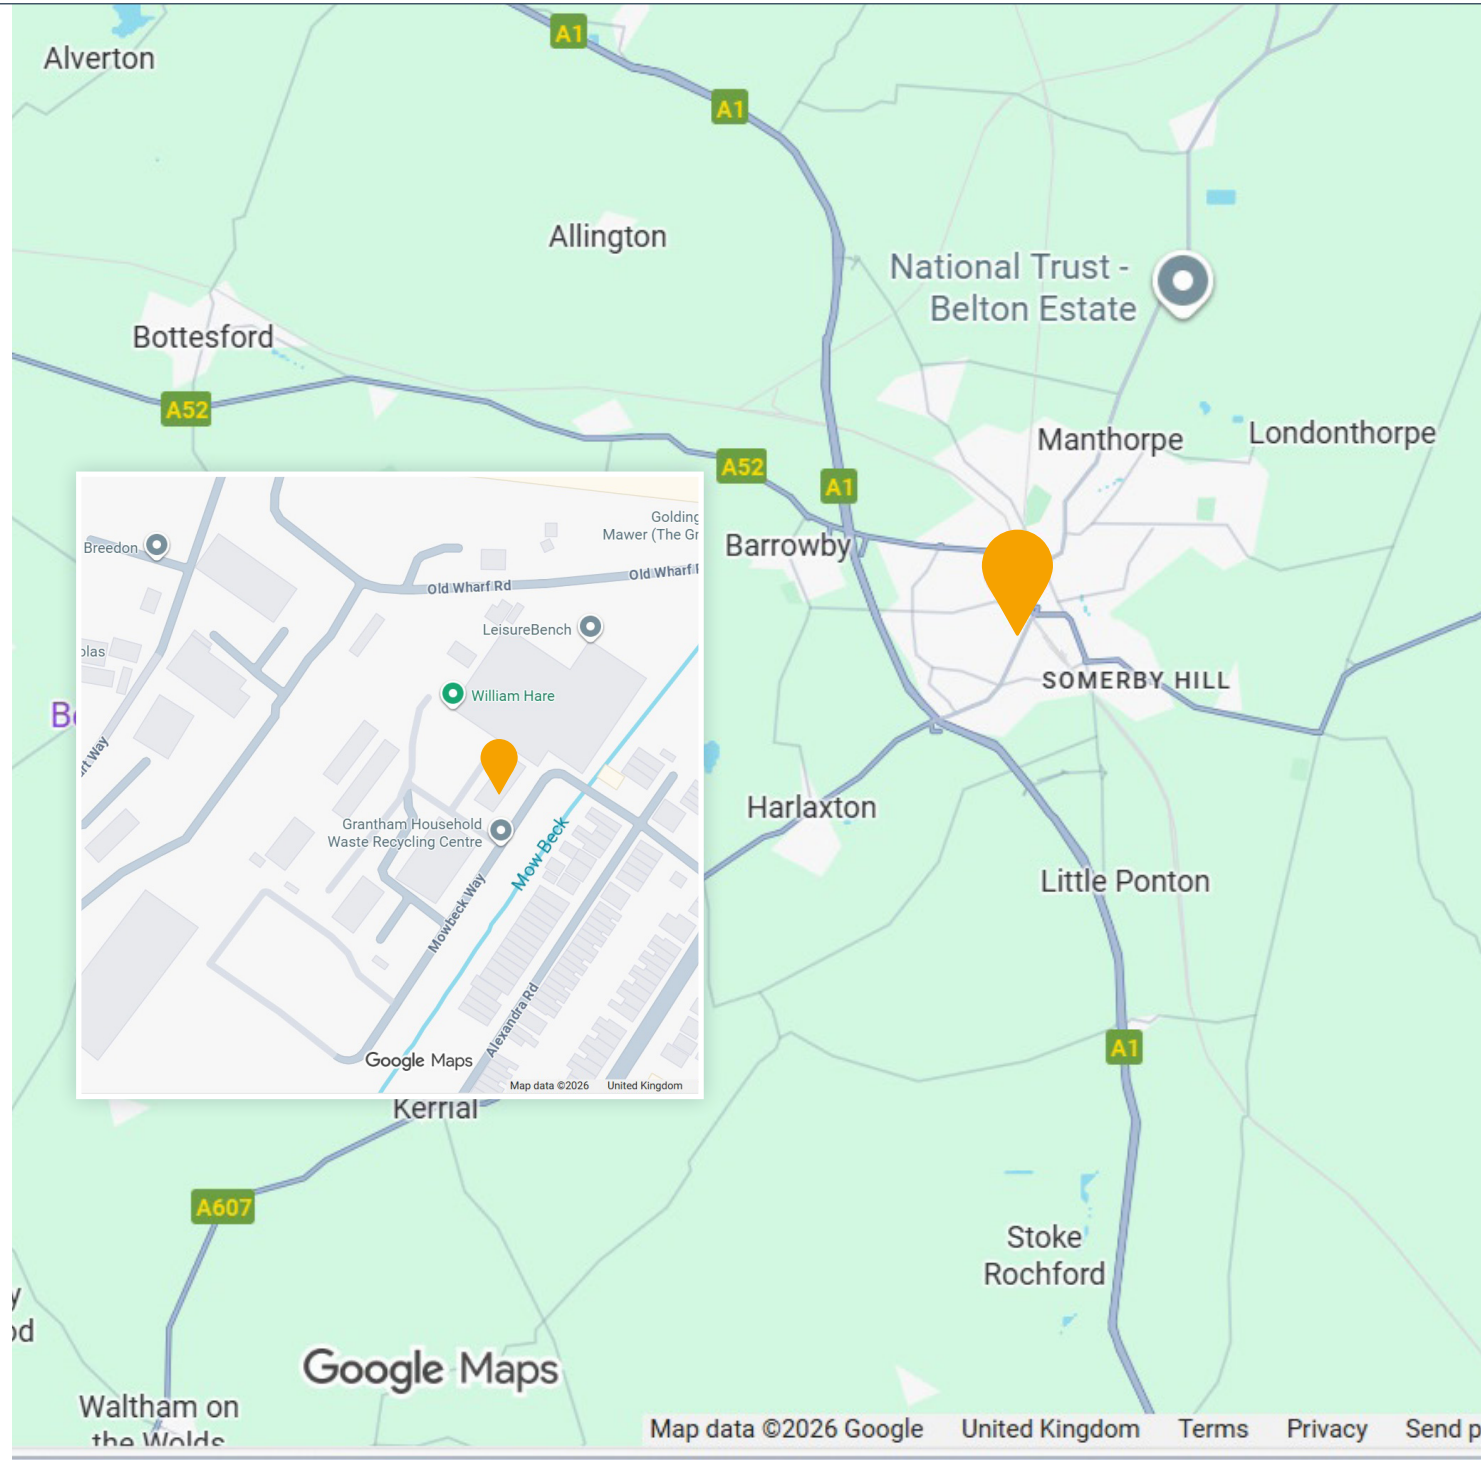 A1
Alverton
A1
Allington
National Trust -
Belton Estate
Bottesford
A52
Manthorpe
Londonthorpe
A52
A1
Barrowby
SOMERBY HILL
Harlaxton
Little Ponton
A1
Kerrial
A607
Stoke
Rochford
Waltham on
the Wolds
Google Maps
Map data ©2026 Google United Kingdom Terms Privacy Send
Golding
Mawer (The
Breedon
Old Wharf Rd
Old Wharf
LeisureBench
William Hare
Way
Grantham Household
Waste Recycling Centre
Mow Beck
Mowbeck Way
Alexandra Rd
Google Maps
Map data ©2026 United Kingdom